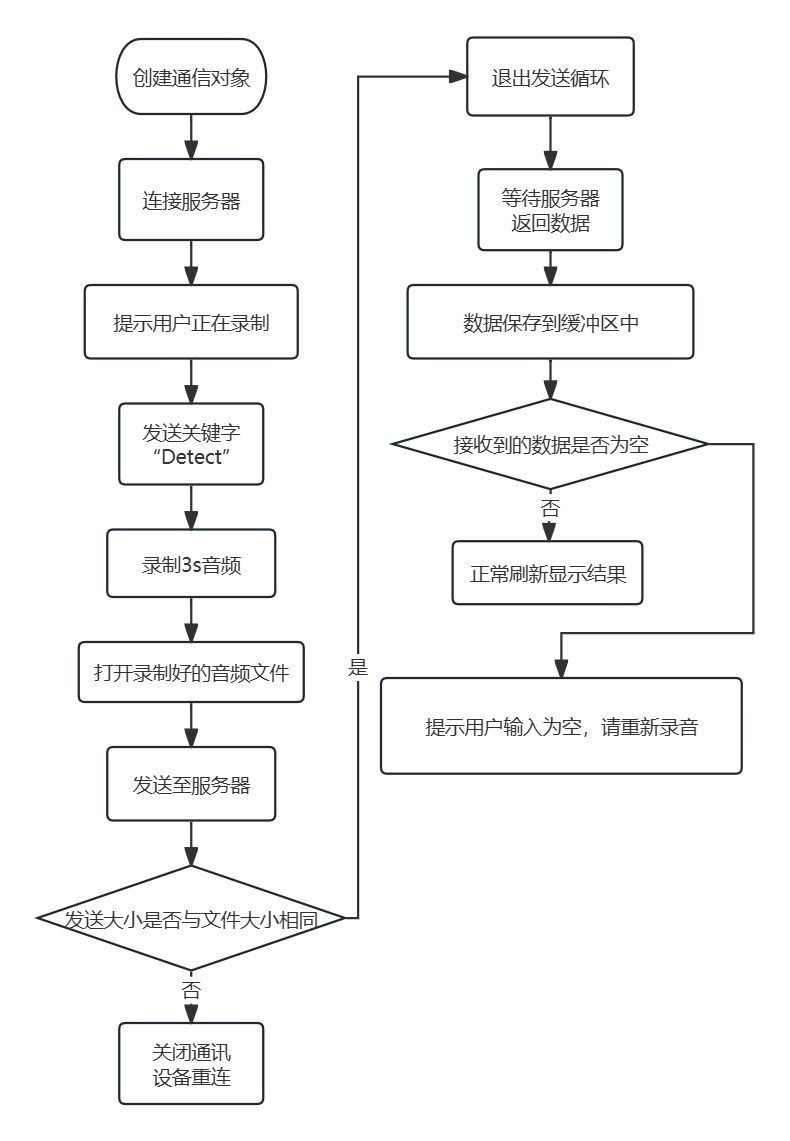 创建通信对象
连接服务器
提示用户正在录制
发送关键字
“Detect”
录制3s音频
打开录制好的音频文件
发送至服务器
发送大小是否与文件大小相同
否
关闭通讯
设备重连
是
退出发送循环
等待服务器
返回数据
数据保存到缓冲区中
接收到的数据是否为空
否
正常刷新显示结果
提示用户输入为空，请重新录音